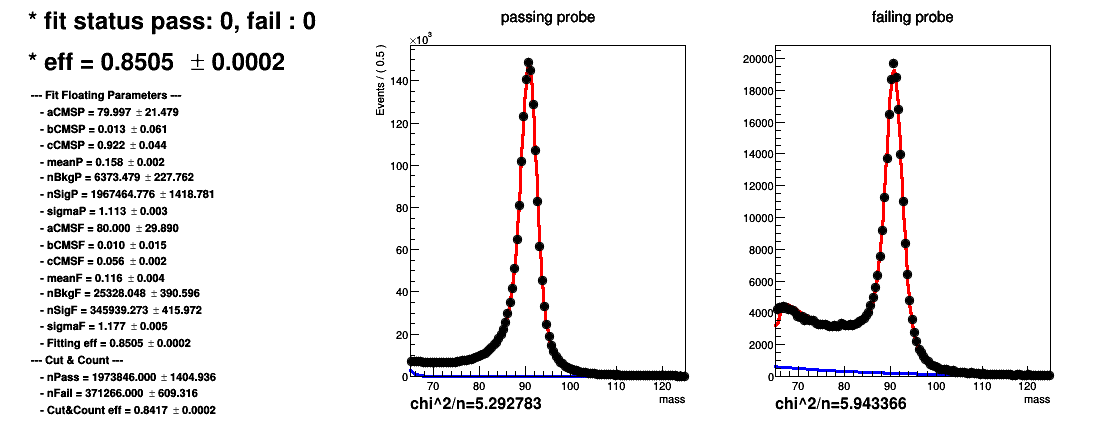 * fit status pass: 0, fail : 0
* eff = 0.8505 ± 0.0002
--- Fit Floating Parameters ---
- aCMSP = 79.997 ± 21.479
- bCMSP = 0.013 ± 0.061
- cCMSP = 0.922 ± 0.044
- meanP = 0.158 ± 0.002
- nBkgP = 6373.479 ± 227.762
- nSigP = 1967464.776 ± 1418.781
- sigmaP = 1.113 ± 0.003
- aCMSF = 80.000 ± 29.890
- bCMSF = 0.010 ± 0.015
- cCMSF = 0.056 ± 0.002
- meanF = 0.116 ± 0.004
- nBkgF = 25328.048 ± 390.596
- nSigF = 345939.273 ± 415.972
- sigmaF = 1.177 ± 0.005
- Fitting eff = 0.8505 ± 0.0002
--- Cut & Count ---
- nPass = 1973846.000 ± 1404.936
- nFail = 371266.000 ± 609.316
- Cut&Count eff = 0.8417 ± 0.0002
passing probe
×10³
Events / ( 0.5 )
140
120
100
80
60
40
20
0
70 80 90 100 110 120
mass
chi^2/n=5.292783
failing probe
20000
18000
16000
14000
12000
10000
8000
6000
4000
2000
0
70 80 90 100 110 120
mass
chi^2/n=5.943366